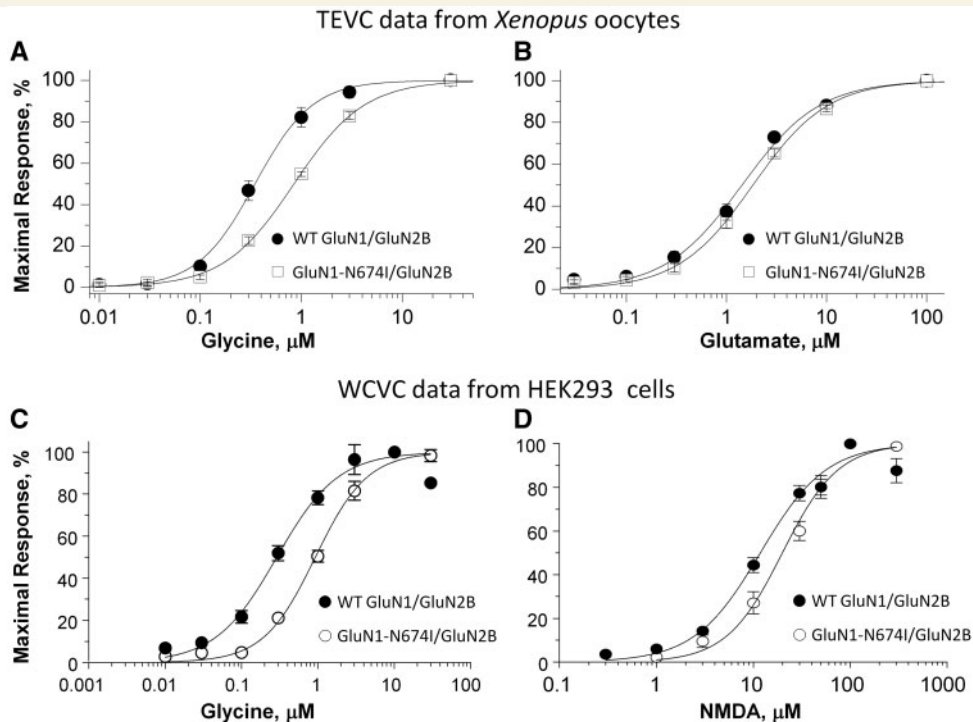 TEVC data from Xenopus oocytes
A
B
Maximal Response, %
100
80
60
40
20
0
WT GluN1/GluN2B
GluN1-N674I/GluN2B
0.01
0.1
1
10
Glycine, µM
100
80
60
40
20
0
WT GluN1/GluN2B
GluN1-N674I/GluN2B
0.1
1
10
100
Glutamate, µM
WCVC data from HEK293 cells
C
D
Maximal Response, %
100
80
60
40
20
0
WT GluN1/GluN2B
GluN1-N674I/GluN2B
0.001
0.01
0.1
1
10
100
Glycine, µM
100
80
60
40
20
0
WT GluN1/GluN2B
GluN1-N674I/GluN2B
0.1
1
10
100
1000
NMDA, µM